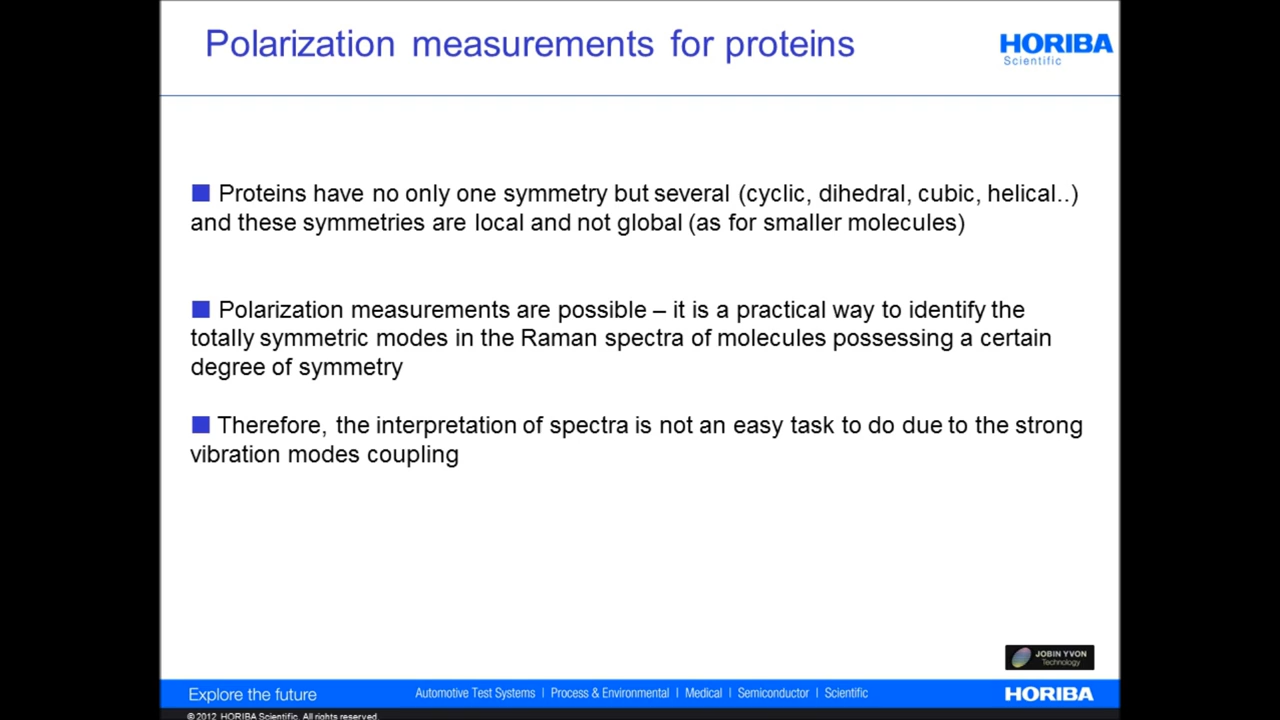 Polarization measurements for proteins
HORIBA
Scientific
Proteins have no only one symmetry but several (cyclic, dihedral, cubic, helical..)
and these symmetries are local and not global (as for smaller molecules)
Polarization measurements are possible – it is a practical way to identify the
totally symmetric modes in the Raman spectra of molecules possessing a certain
degree of symmetry
Therefore, the interpretation of spectra is not an easy task to do due to the strong
vibration modes coupling
JOBIN YVON
Technology
Explore the future
Automotive Test Systems | Process & Environmental | Medical | Semiconductor | Scientific
HORIBA
© 2012 HORIBA Scientific. All rights reserved.